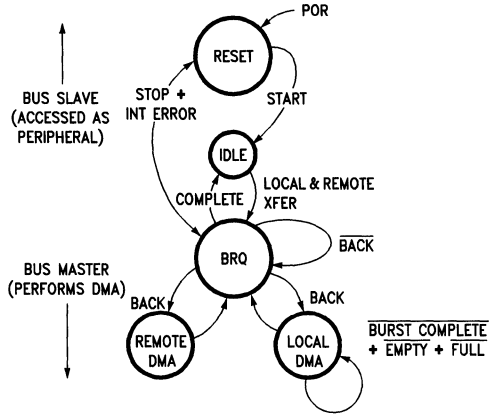 POR
RESET
BUS SLAVE
(ACCESSED AS
PERIPHERAL)
STOP +
INT ERROR
START
IDLE
COMPLETE
LOCAL & REMOTE
XFER
BRQ
BACK
BUS MASTER
(PERFORMS DMA)
BACK
BACK
REMOTE
DMA
LOCAL
DMA
BURST COMPLETE
+ EMPTY + FULL